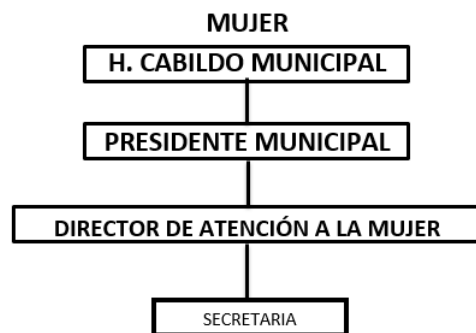 MUJER
H. CABILDO MUNICIPAL
PRESIDENTE MUNICIPAL
DIRECTOR DE ATENCIÓN A LA MUJER
SECRETARIA